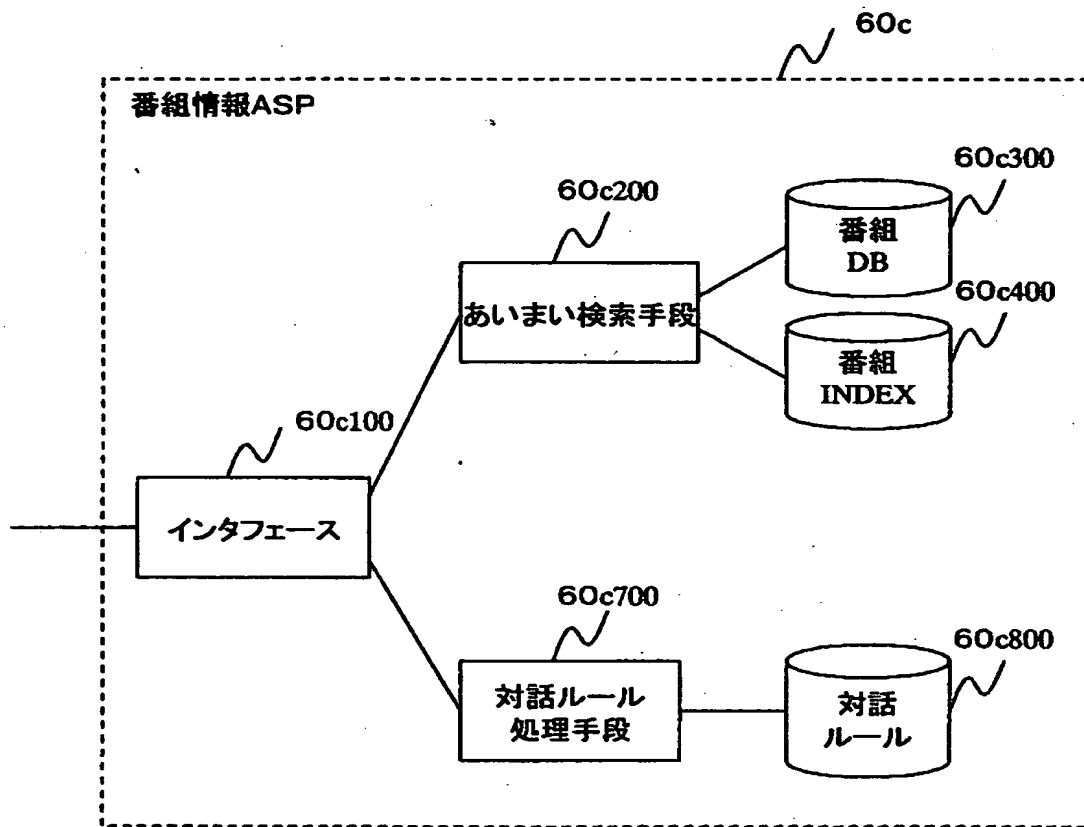 60c
番組情報ASP
60c300
60c200
番組
DB
60c400
あいまい検索手段
番組
INDEX
60c100
インタフェース
60c700
60c800
対話ルール
処理手段
対話
ルール